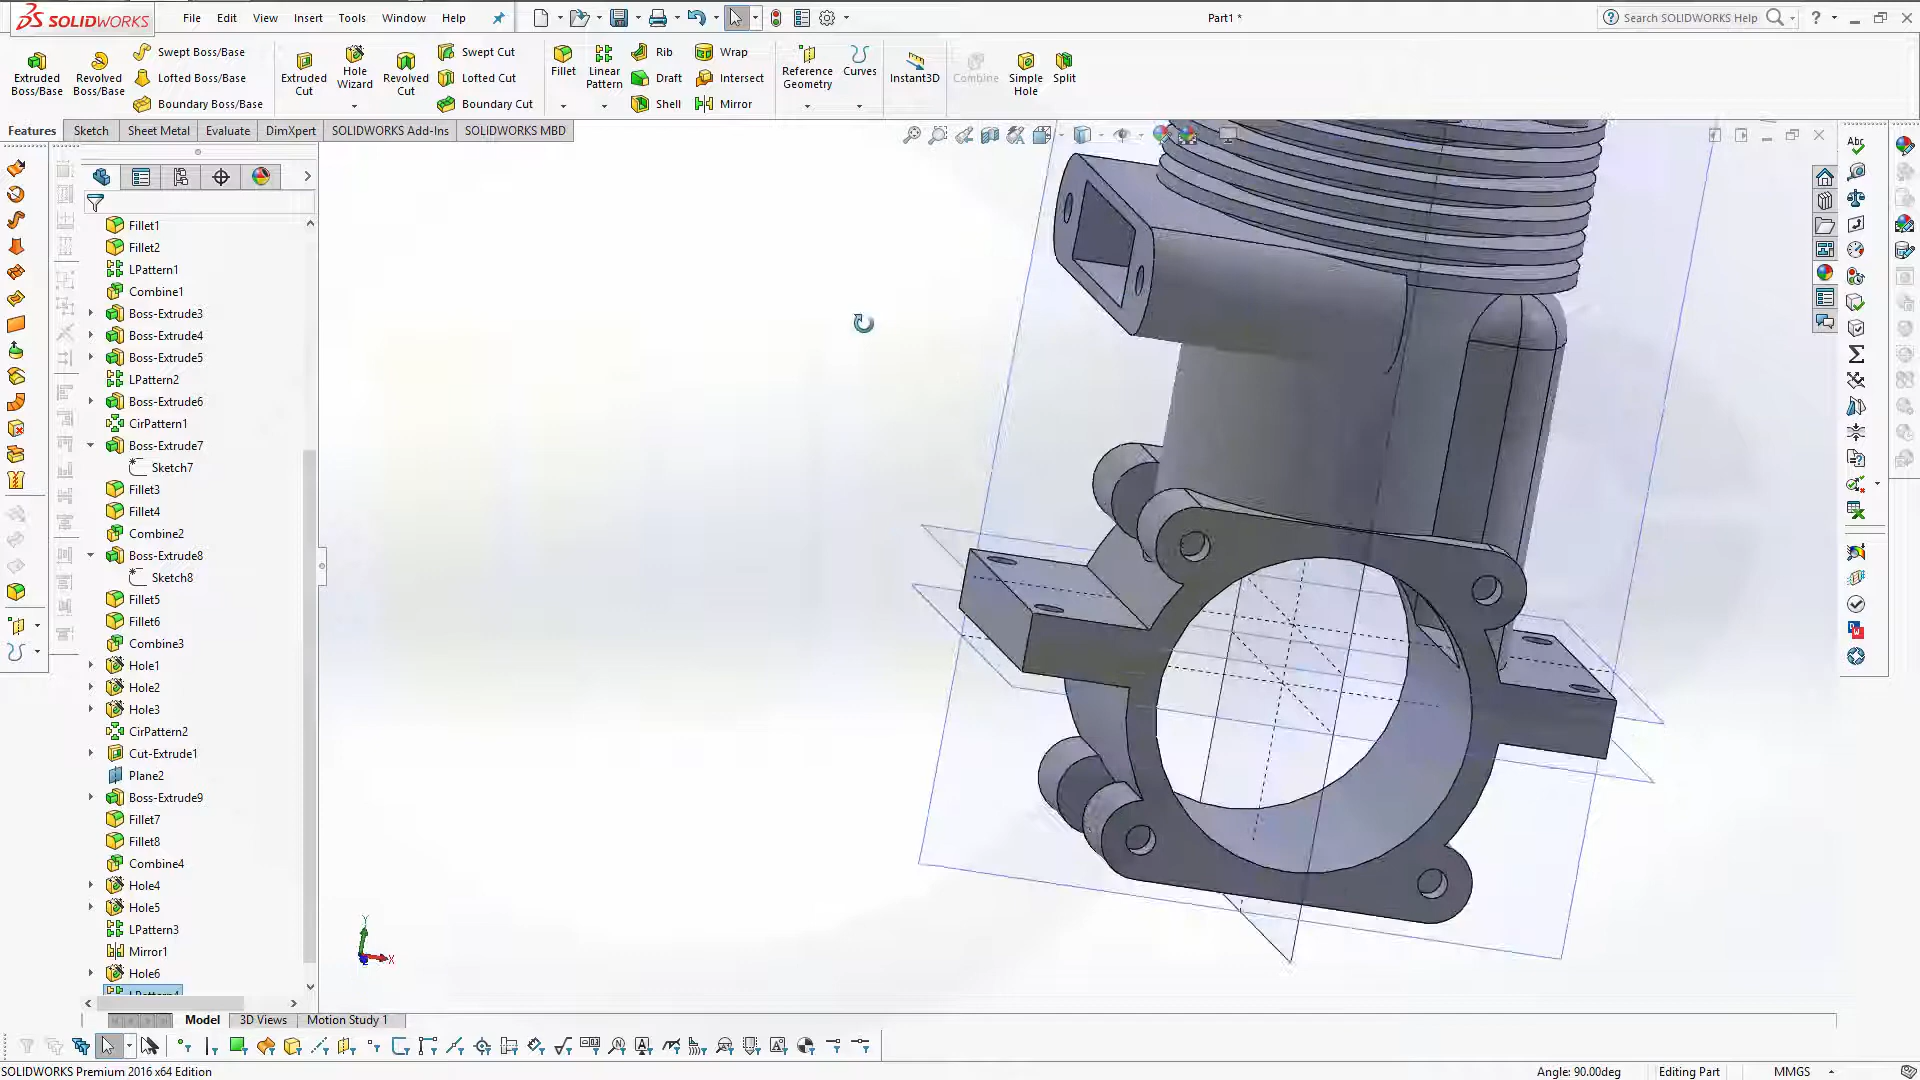 SOLIDWORKS
File
Edit
View
Insert
Tools
Window
Help
Part1 *
Search SOLIDWORKS Help
?
Extruded Boss/Base
Revolved Boss/Base
Swept Boss/Base
Lofted Boss/Base
Boundary Boss/Base
Extruded Cut
Hole Wizard
Revolved Cut
Swept Cut
Lofted Cut
Boundary Cut
Fillet
Linear Pattern
Rib
Draft
Shell
Wrap
Intersect
Mirror
Reference Geometry
Curves
Instant3D
Combine
Simple Hole
Split
Features
Sketch
Sheet Metal
Evaluate
DimXpert
SOLIDWORKS Add-Ins
SOLIDWORKS MBD
Abc
Fillet1
Fillet2
LPattern1
Combine1
Boss-Extrude3
Boss-Extrude4
Boss-Extrude5
LPattern2
Boss-Extrude6
CirPattern1
Boss-Extrude7
Sketch7
Fillet3
Fillet4
Combine2
Boss-Extrude8
Sketch8
Fillet5
Fillet6
Combine3
Hole1
Hole2
Hole3
CirPattern2
Cut-Extrude1
Plane2
Boss-Extrude9
Fillet7
Fillet8
Combine4
Hole4
Hole5
LPattern3
Mirror1
Hole6
LPattern4
Y
X
Model
3D Views
Motion Study 1
SOLIDWORKS Premium 2016 x64 Edition
Angle: 90.00deg
Editing Part
MMGS